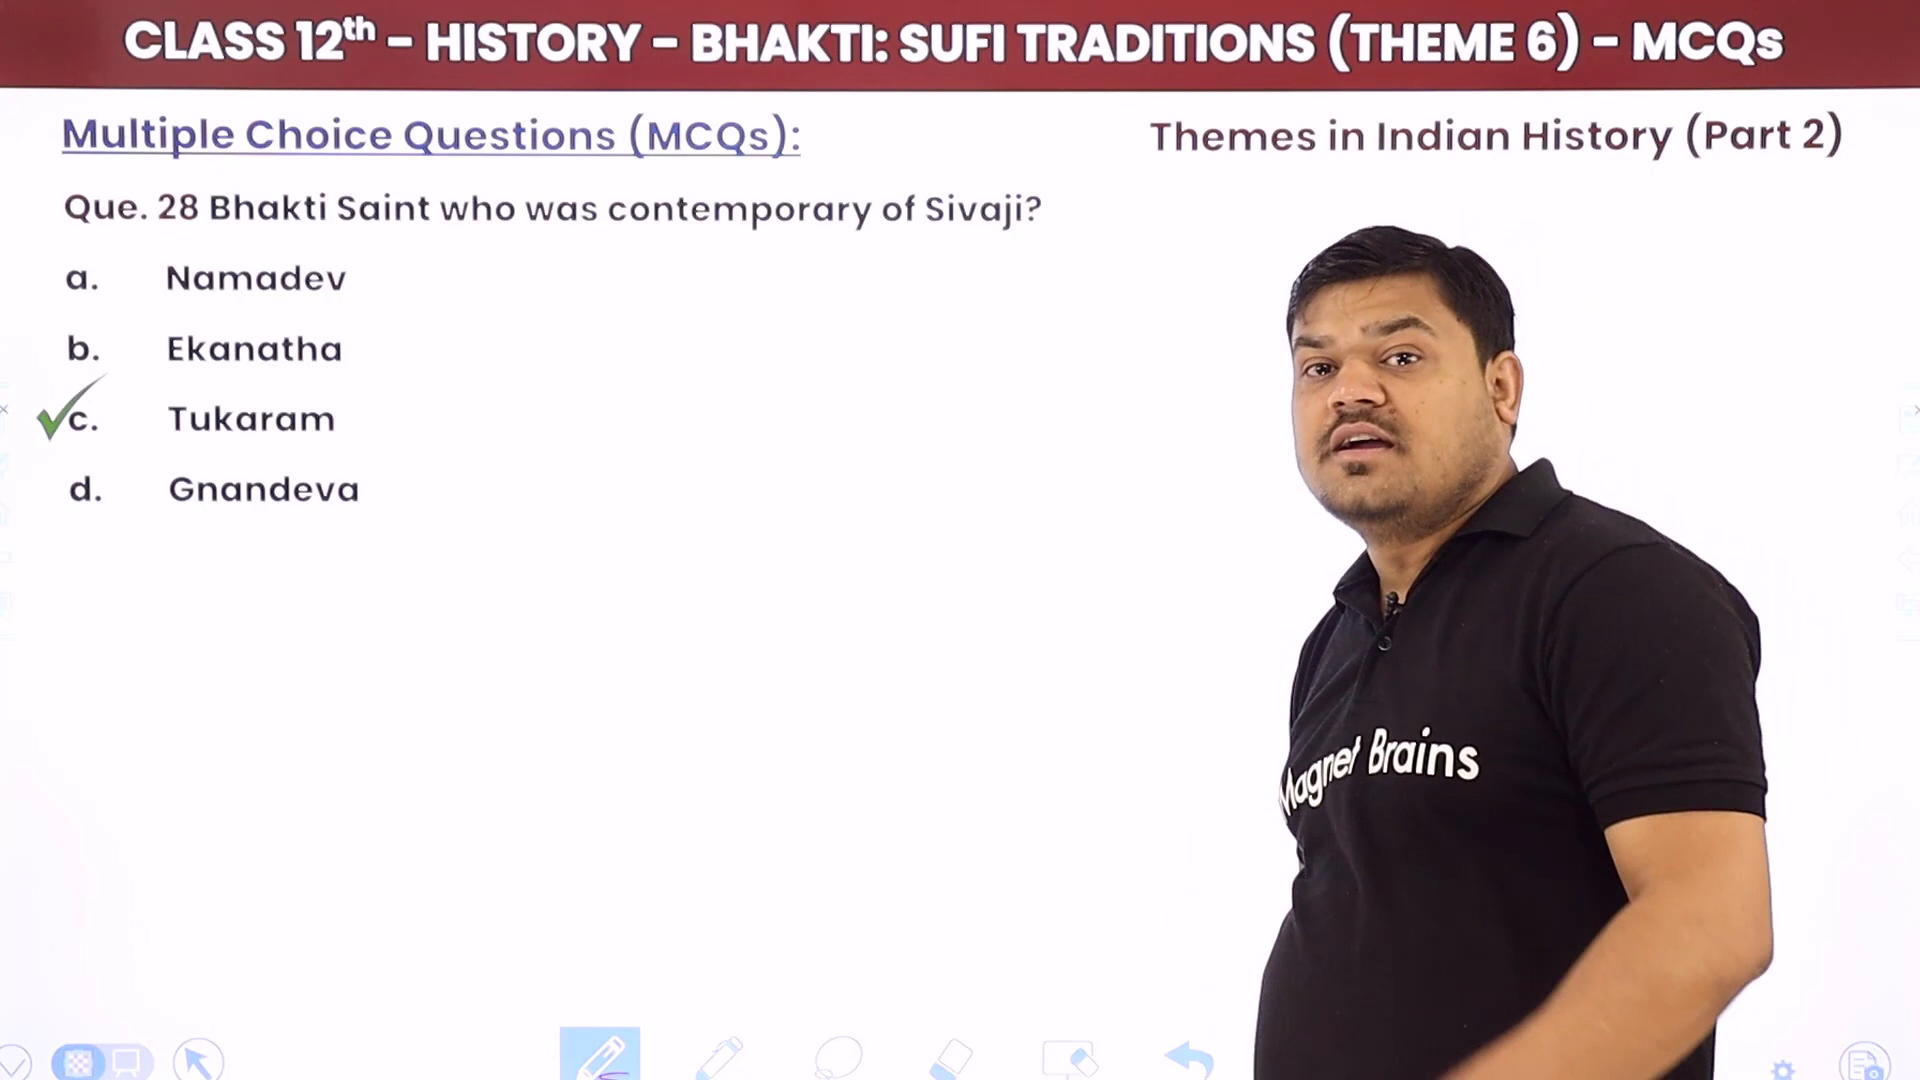 CLASS 12th - HISTORY - BHAKTI: SUFI TRADITIONS (THEME 6) - MCQs
Multiple Choice Questions (MCQs):
Themes in Indian History (Part 2)
Que. 28 Bhakti Saint who was contemporary of Sivaji?
a. Namadev
b. Ekanatha
c. Tukaram
d. Gnandeva
Magnet Brains